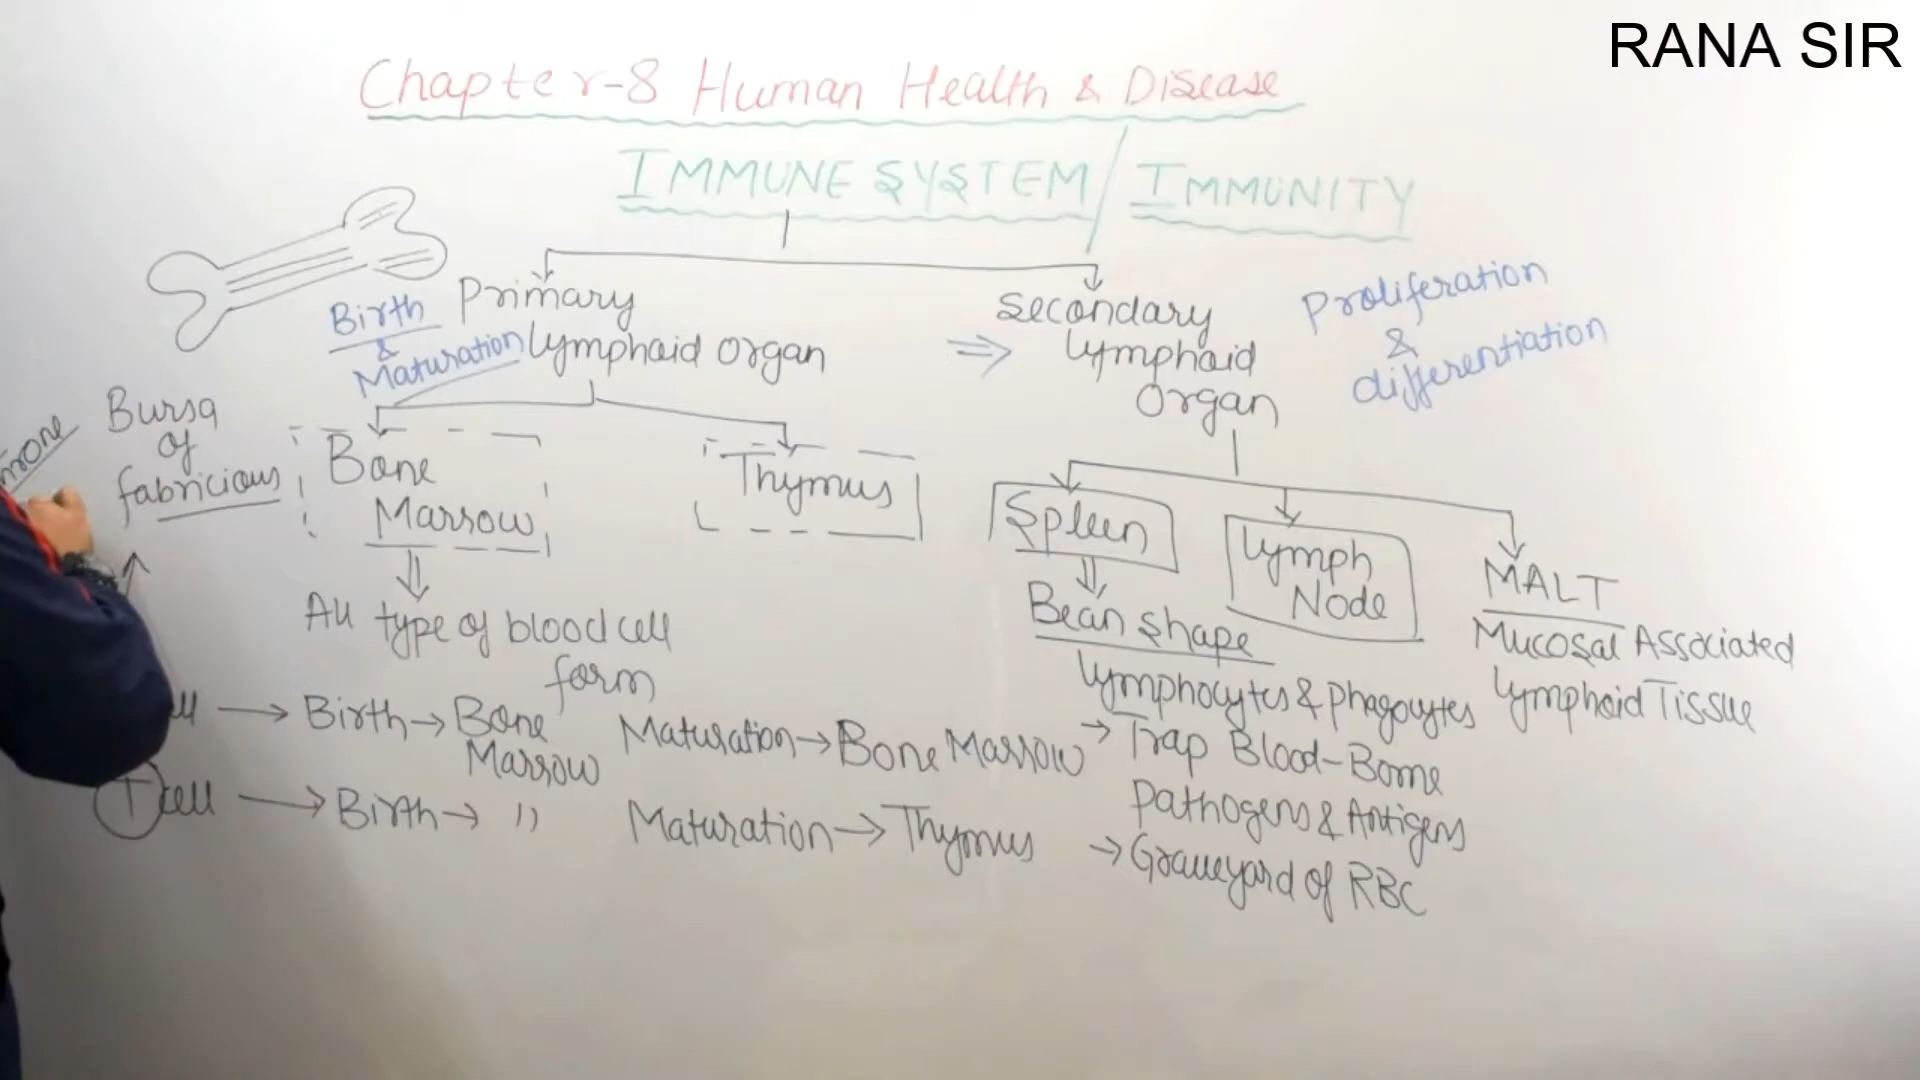 RANA SIR
Chapter-8 Human Health & Disease
IMMUNE SYSTEM / IMMUNITY
Birth
&
Maturation
Primary
lymphoid organ
Secondary
lymphoid
Organ
Proliferation
&
differentiation
Bursa
of
fabricious
Bone
Marrow
Thymus
Spleen
Lymph
Node
MALT
Mucosal Associated
lymphoid Tissue
All type of blood cell
form
Bean shape
lymphocytes & phagocytes
→ Trap Blood-Borne
Pathogens & Antigens
→ Graveyard of RBC
→ Birth → Bone
Marrow
Maturation → Bone Marrow
T cell → Birth → 11 Maturation → Thymus